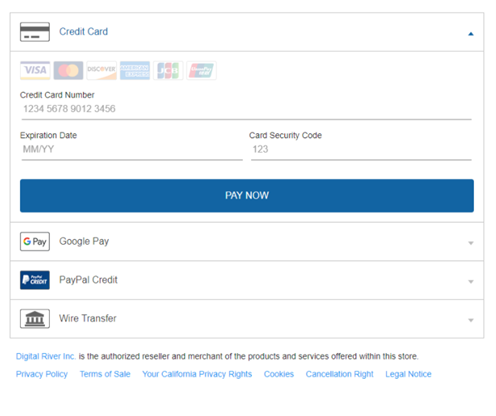 Credit Card
VISA DISCOVER AMERICAN EXPRESS JCB
Credit Card Number
1234 5678 9012 3456
Expiration Date Card Security Code
MM/YY 123
PAY NOW
G Pay Google Pay
PayPal CREDIT PayPal Credit
Wire Transfer
Digital River Inc. is the authorized reseller and merchant of the products and services offered within this store.
Privacy Policy Terms of Sale Your California Privacy Rights Cookies Cancellation Right Legal Notice